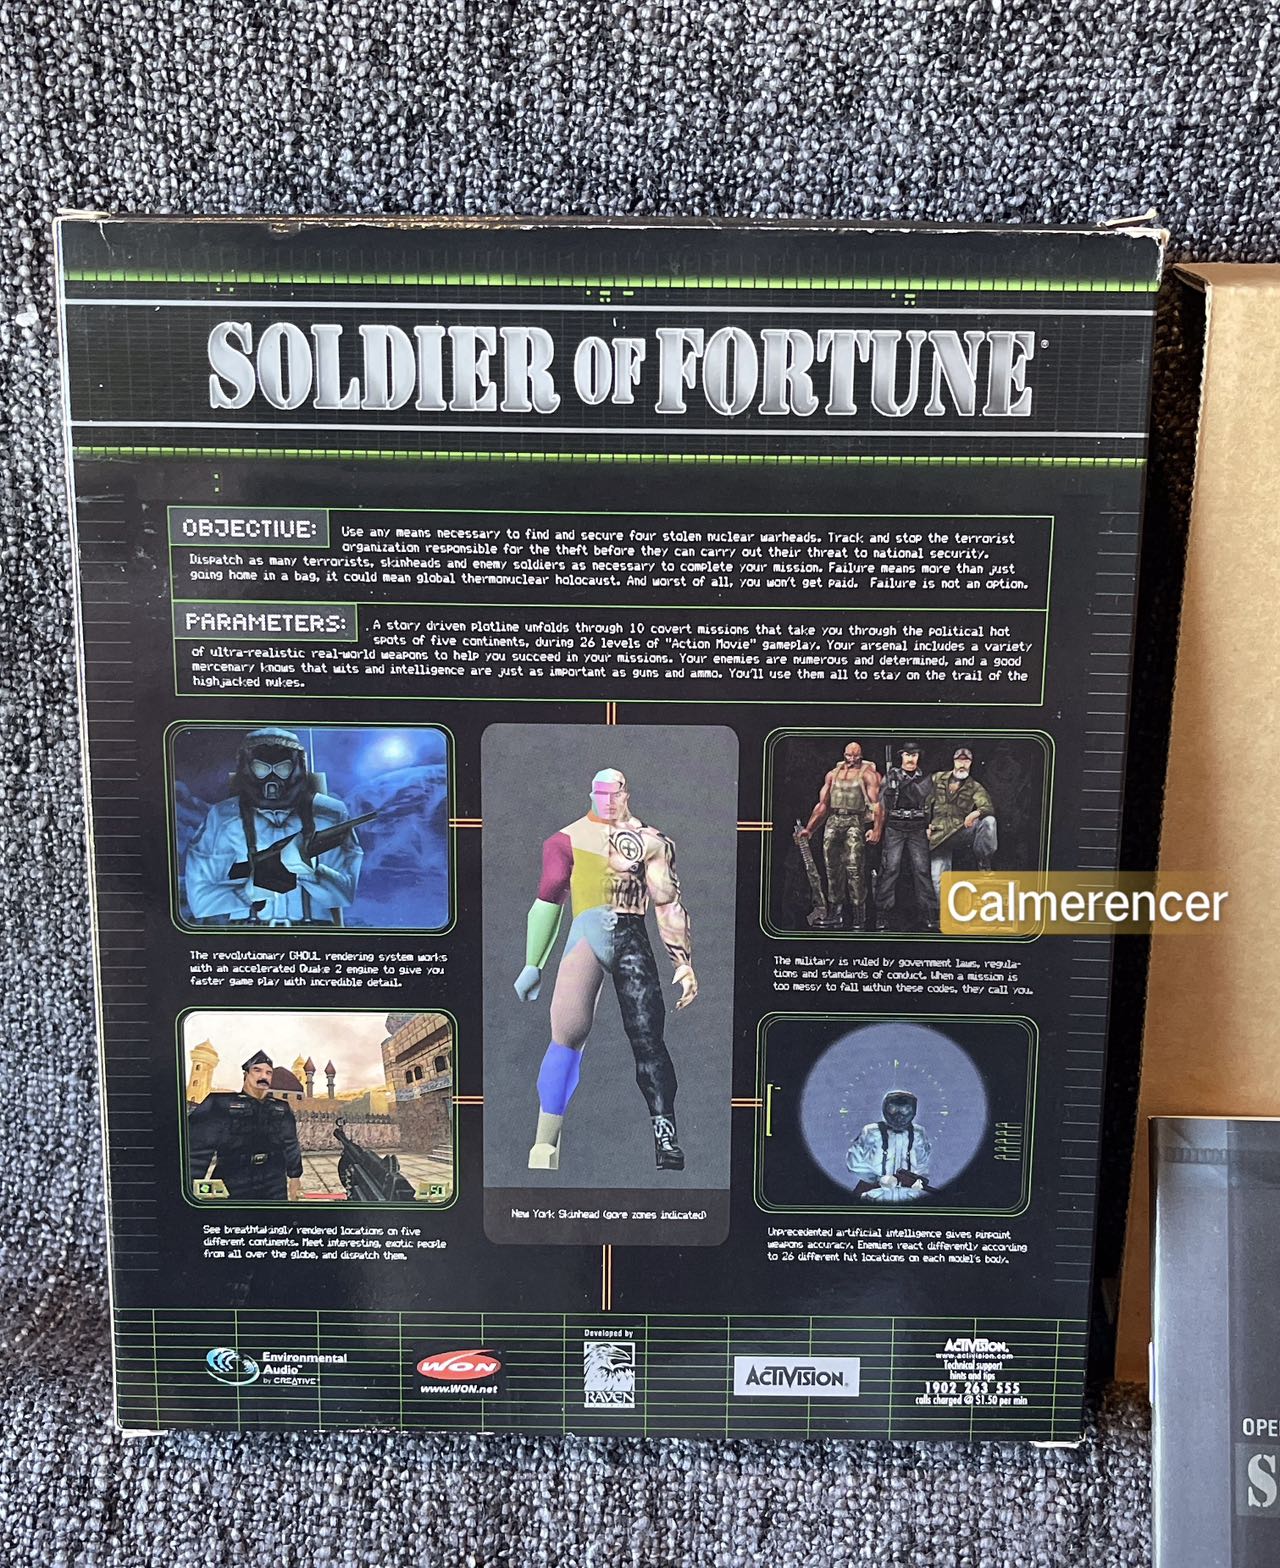 SOLDIER OF FORTUNE®
OBJECTIVE: Use any means necessary to find and secure four stolen nuclear warheads. Track and stop the terrorist
organization responsible for the theft before they can carry out their threat to national security.
Dispatch as many terrorists, skinheads and enemy soldiers as necessary to complete your mission. Failure means more than just
going home in a bag, it could mean global thermonuclear holocaust. And worst of all, you won't get paid. Failure is not an option.
PARAMETERS: A story driven plotline unfolds through 10 covert missions that take you through the political hot
spots of five continents, during 26 levels of "Action Movie" gameplay. Your arsenal includes a variety
of ultra-realistic real-world weapons to help you succeed in your missions. Your enemies are numerous and determined, and a good
mercenary knows that wits and intelligence are just as important as guns and ammo. You'll use them all to stay on the trail of the
highjacked nukes.
Calmerencer
The revolutionary GHOUL rendering system works
with an accelerated Quake 2 engine to give you
faster game play with incredible detail.
The military is ruled by government laws, regula-
tions and standards of conduct. When a mission is
too messy to fall within these codes, they call you.
New York Skinhead (gore zones indicated)
See breathtakingly rendered locations on five
different continents. Meet interesting, exotic people
from all over the globe, and dispatch them.
Unprecedented artificial intelligence gives pinpoint
weapons accuracy. Enemies react differently according
to 26 different hit locations on each model's body.
Environmental
Audio
by CREATIVE
WON
www.WON.net
Developed by
RAVEN
ACTIVISION®
ACTIVISION.
www.activision.com
Technical support
hints and tips
1902 263 555
calls charged @ $1.50 per min
OPE
S